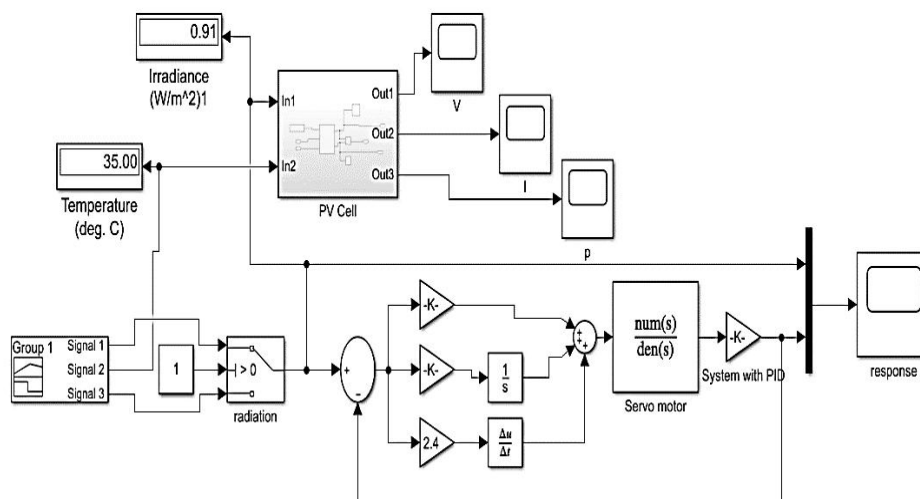 0.91
Irradiance
(W/m^2)1
V
In1
In2
Out1
Out2
Out3
PV Cell
I
35.00
Temperature
(deg. C)
p
Group 1
Signal 1
Signal 2
Signal 3
1
> 0
radiation
+
-
-K-
-K-
1
s
2.4
Δu
Δt
+
+
+
num(s)
den(s)
Servo motor
-K-
System with PID
response